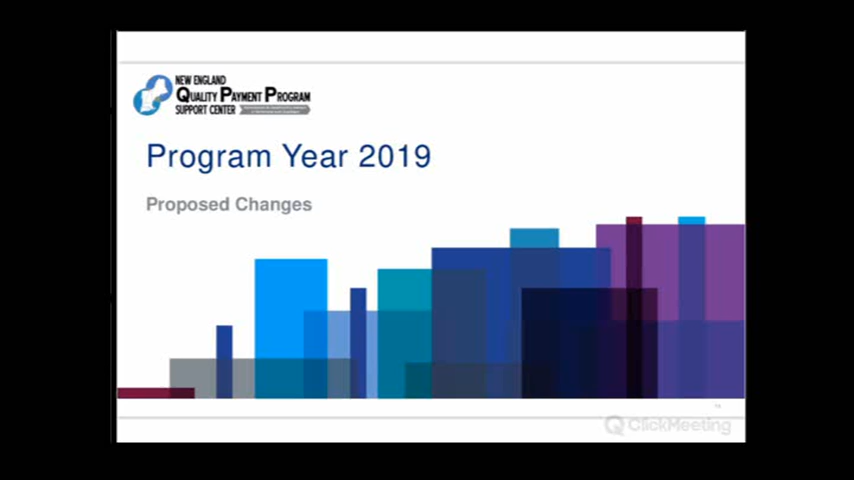 NEW ENGLAND
QUALITY PAYMENT PROGRAM
SUPPORT CENTER
Program Year 2019
Proposed Changes
ClickMeeting